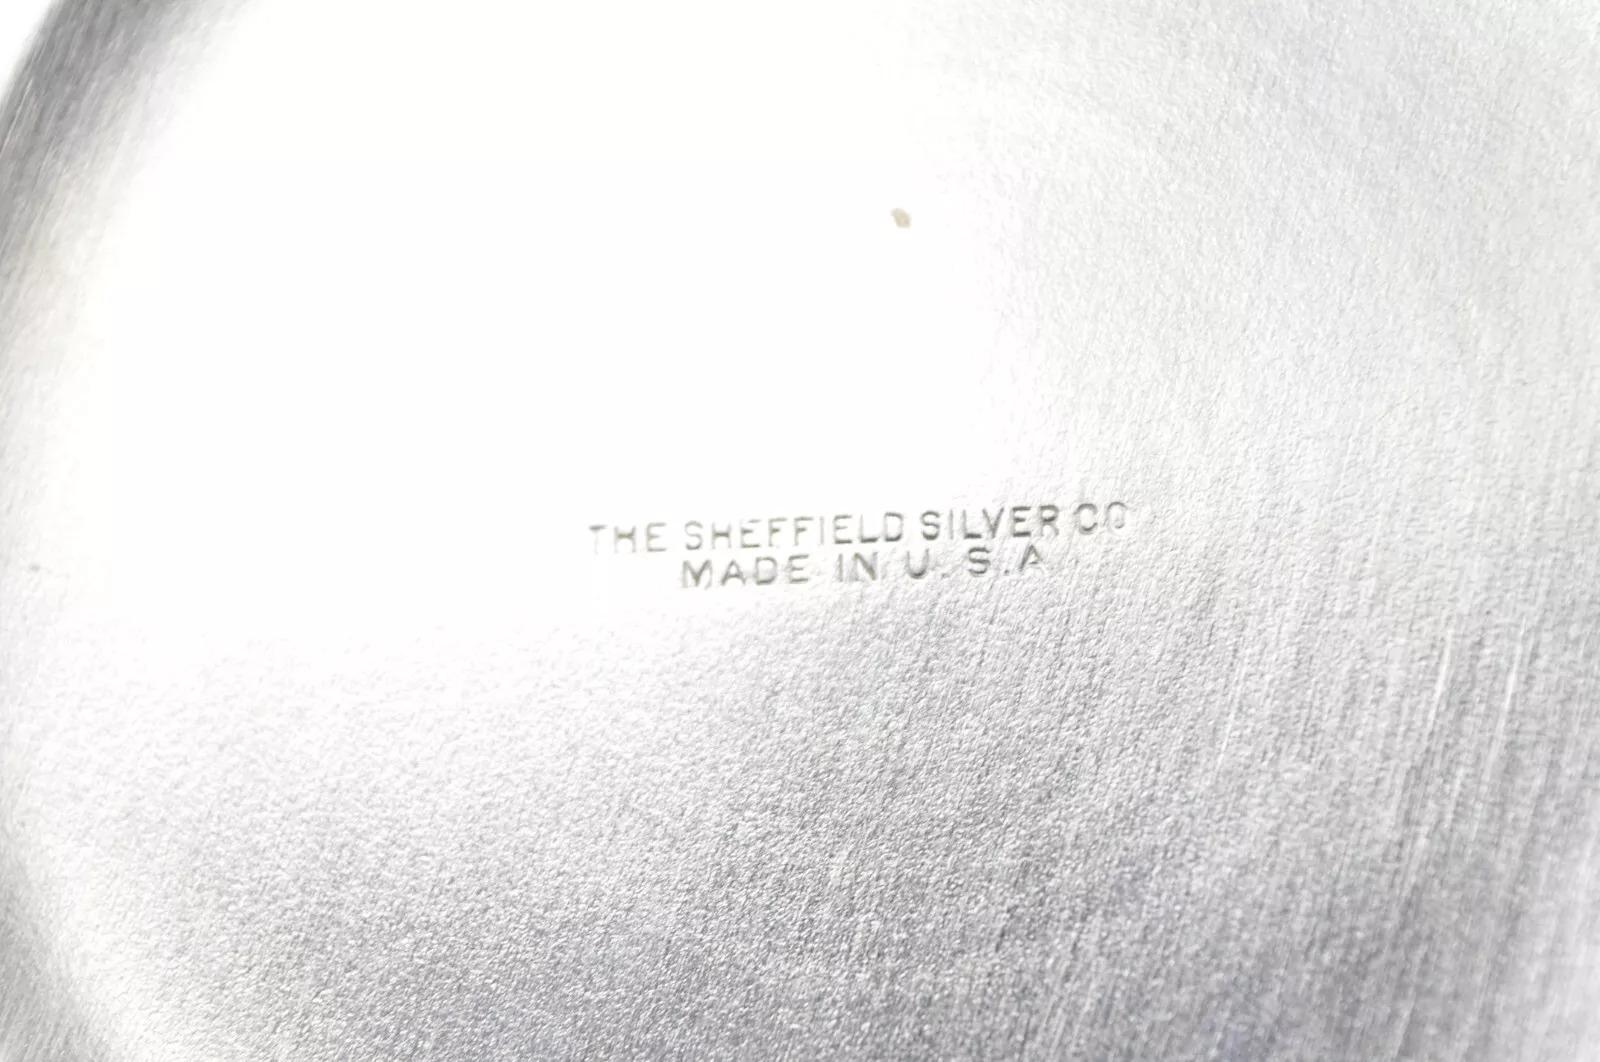 THE SHEFFIELD SILVER CO
MADE IN U.S.A